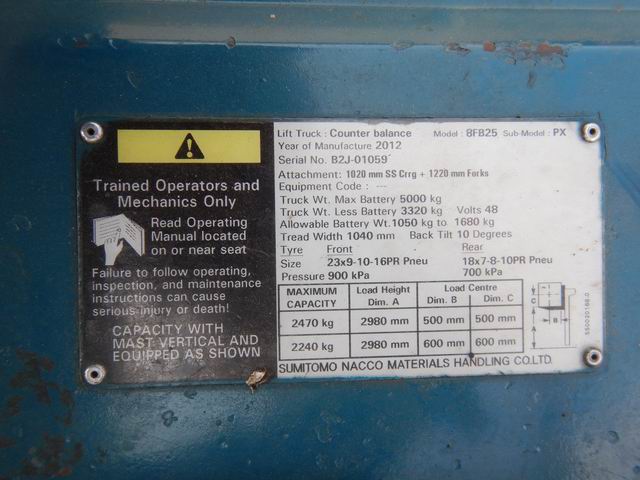 Trained Operators and
Mechanics Only
Read Operating
Manual located
on or near seat
Failure to follow operating,
inspection, and maintenance
instructions can cause
serious injury or death!
CAPACITY WITH
MAST VERTICAL AND
EQUIPPED AS SHOWN
Lift Truck : Counter balance Model : 8FB25 Sub-Model : PX
Year of Manufacture 2012
Serial No. B2J-01059
Attachment: 1020 mm SS Crrg + 1220 mm Forks
Equipment Code : ---
Truck Wt. Max Battery 5000 kg
Truck Wt. Less Battery 3320 kg Volts 48
Allowable Battery Wt. 1050 kg to 1680 kg
Tread Width 1040 mm Back Tilt 10 Degrees
Tyre Front Rear
Size 23x9-10-16PR Pneu 18x7-8-10PR Pneu
Pressure 900 kPa 700 kPa
MAXIMUM CAPACITY Load Height Dim. A Load Centre Dim. B Dim. C
2470 kg 2980 mm 500 mm 500 mm
2240 kg 2980 mm 600 mm 600 mm
C
B
A
SUMITOMO NACCO MATERIALS HANDLING CO.LTD.